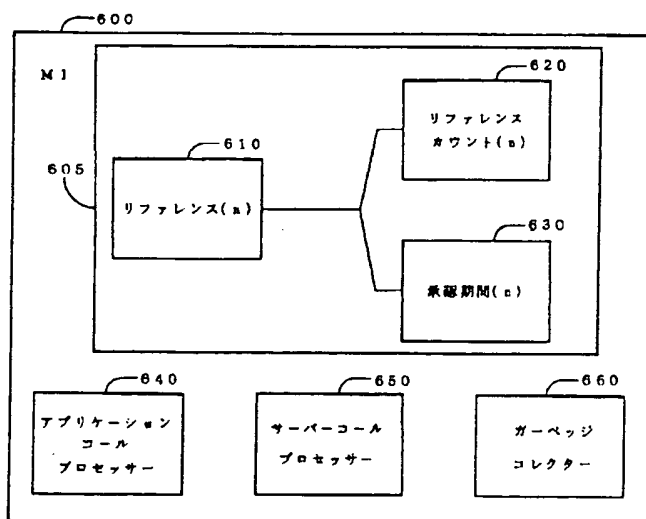 600
M1
620
リファレンス
カウント(n)
610
605
リファレンス(n)
630
承認期間(n)
640
650
660
アプリケーション
コール
プロセッサー
サーバーコール
プロセッサー
ガーベッジ
コレクター